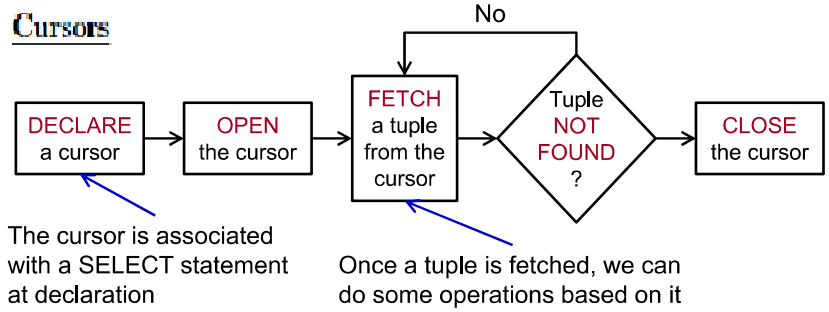 Cursors
No
DECLARE
a cursor
OPEN
the cursor
FETCH
a tuple
from the
cursor
Tuple
NOT
FOUND
?
CLOSE
the cursor
The cursor is associated
with a SELECT statement
at declaration
Once a tuple is fetched, we can
do some operations based on it